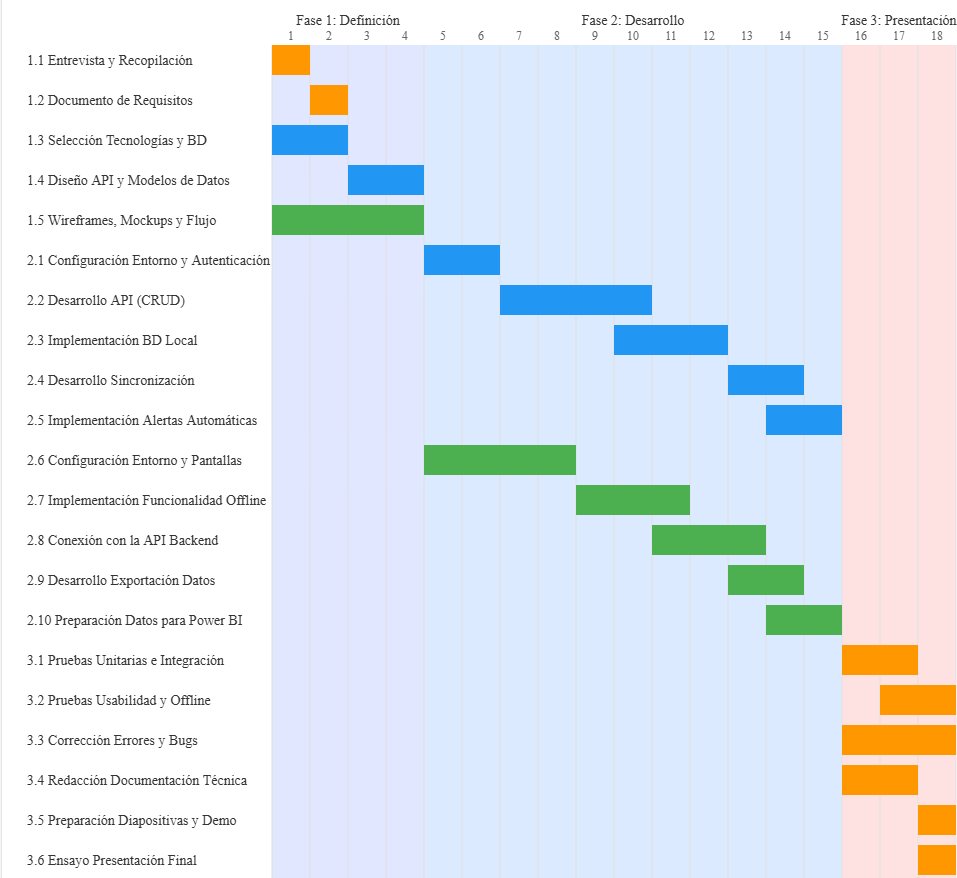 Fase 1: Definición Fase 2: Desarrollo Fase 3: Presentación
1 2 3 4 5 6 7 8 9 10 11 12 13 14 15 16 17 18
1.1 Entrevista y Recopilación
1.2 Documento de Requisitos
1.3 Selección Tecnologías y BD
1.4 Diseño API y Modelos de Datos
1.5 Wireframes, Mockups y Flujo
2.1 Configuración Entorno y Autenticación
2.2 Desarrollo API (CRUD)
2.3 Implementación BD Local
2.4 Desarrollo Sincronización
2.5 Implementación Alertas Automáticas
2.6 Configuración Entorno y Pantallas
2.7 Implementación Funcionalidad Offline
2.8 Conexión con la API Backend
2.9 Desarrollo Exportación Datos
2.10 Preparación Datos para Power BI
3.1 Pruebas Unitarias e Integración
3.2 Pruebas Usabilidad y Offline
3.3 Corrección Errores y Bugs
3.4 Redacción Documentación Técnica
3.5 Preparación Diapositivas y Demo
3.6 Ensayo Presentación Final